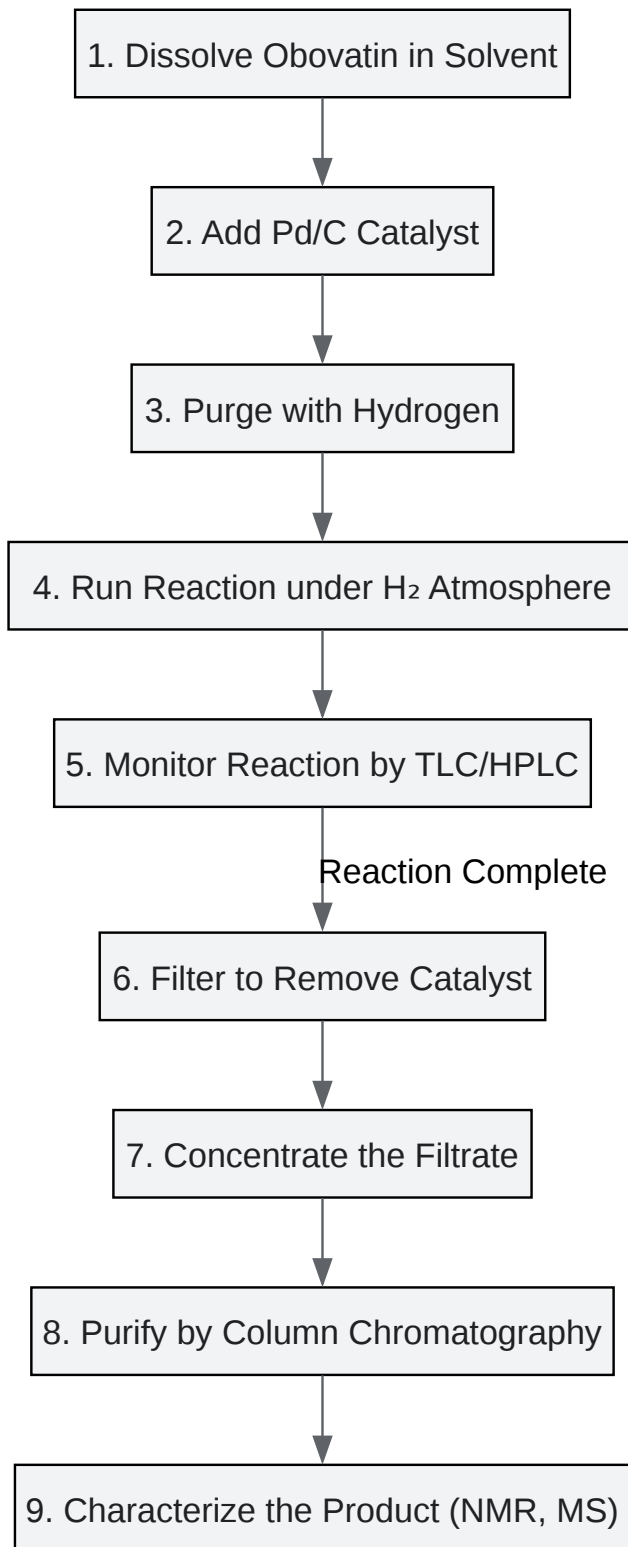 1. Dissolve Obovatin in Solvent
2. Add Pd/C Catalyst
3. Purge with Hydrogen
4. Run Reaction under H₂ Atmosphere
5. Monitor Reaction by TLC/HPLC
Reaction Complete
6. Filter to Remove Catalyst
7. Concentrate the Filtrate
8. Purify by Column Chromatography
9. Characterize the Product (NMR, MS)